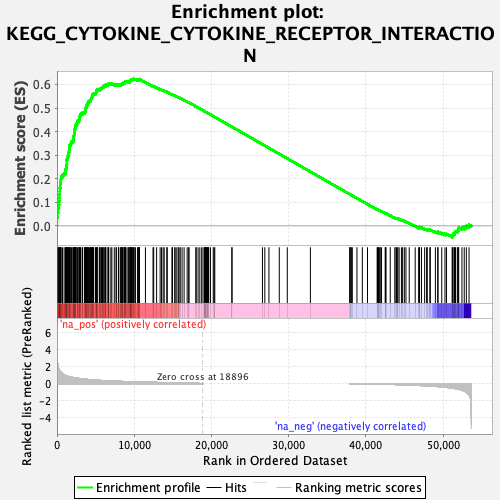 Enrichment plot:
KEGG_CYTOKINE_CYTOKINE_RECEPTOR_INTERACTIO
N
Enrichment score (ES)
0.6
0.5
0.4
0.3
0.2
0.1
0.0
'na_pos' (positively correlated)
Ranked list metric (PreRanked)
6
4
2
0
-2
-4
Zero cross at 18896
'na_neg' (negatively correlated)
0
10,000
20,000
30,000
40,000
50,000
Rank in Ordered Dataset
Enrichment profile
Hits
Ranking metric scores